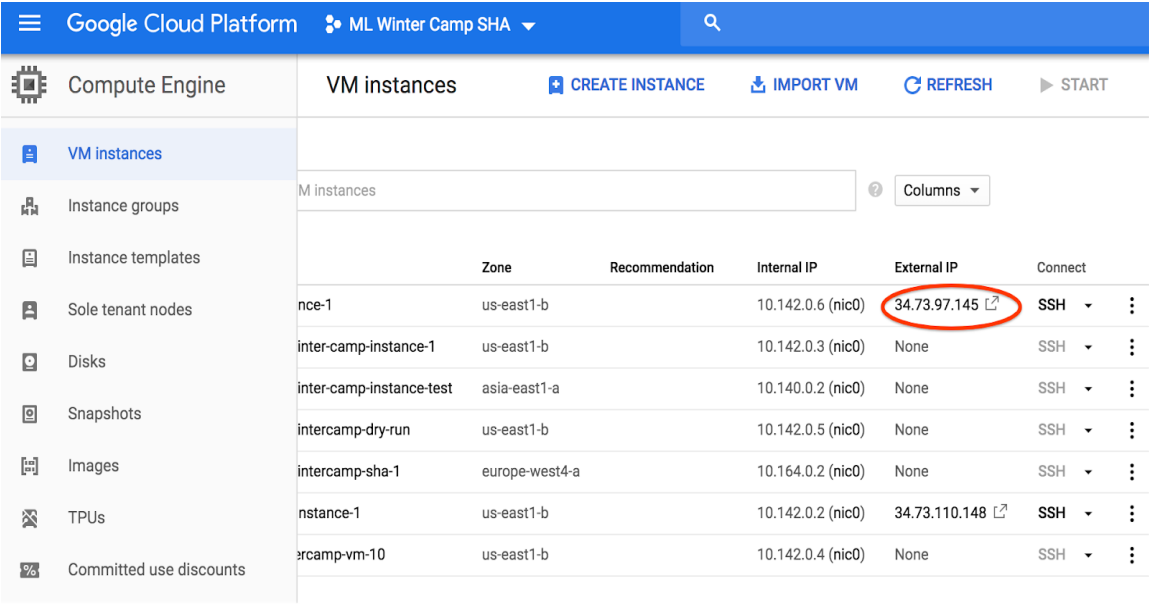 Google Cloud Platform ML Winter Camp SHA
Compute Engine VM instances CREATE INSTANCE IMPORT VM REFRESH START
VM instances
M instances ? Columns
Instance groups
Instance templates
Zone Recommendation Internal IP External IP Connect
Sole tenant nodes
nce-1 us-east1-b 10.142.0.6 (nic0) 34.73.97.145 SSH
inter-camp-instance-1 us-east1-b 10.142.0.3 (nic0) None SSH
Disks
inter-camp-instance-test asia-east1-a 10.140.0.2 (nic0) None SSH
Snapshots
intercamp-dry-run us-east1-b 10.142.0.5 (nic0) None SSH
Images
intercamp-sha-1 europe-west4-a 10.164.0.2 (nic0) None SSH
TPUs
nstance-1 us-east1-b 10.142.0.2 (nic0) 34.73.110.148 SSH
ercamp-vm-10 us-east1-b 10.142.0.4 (nic0) None SSH
% Committed use discounts